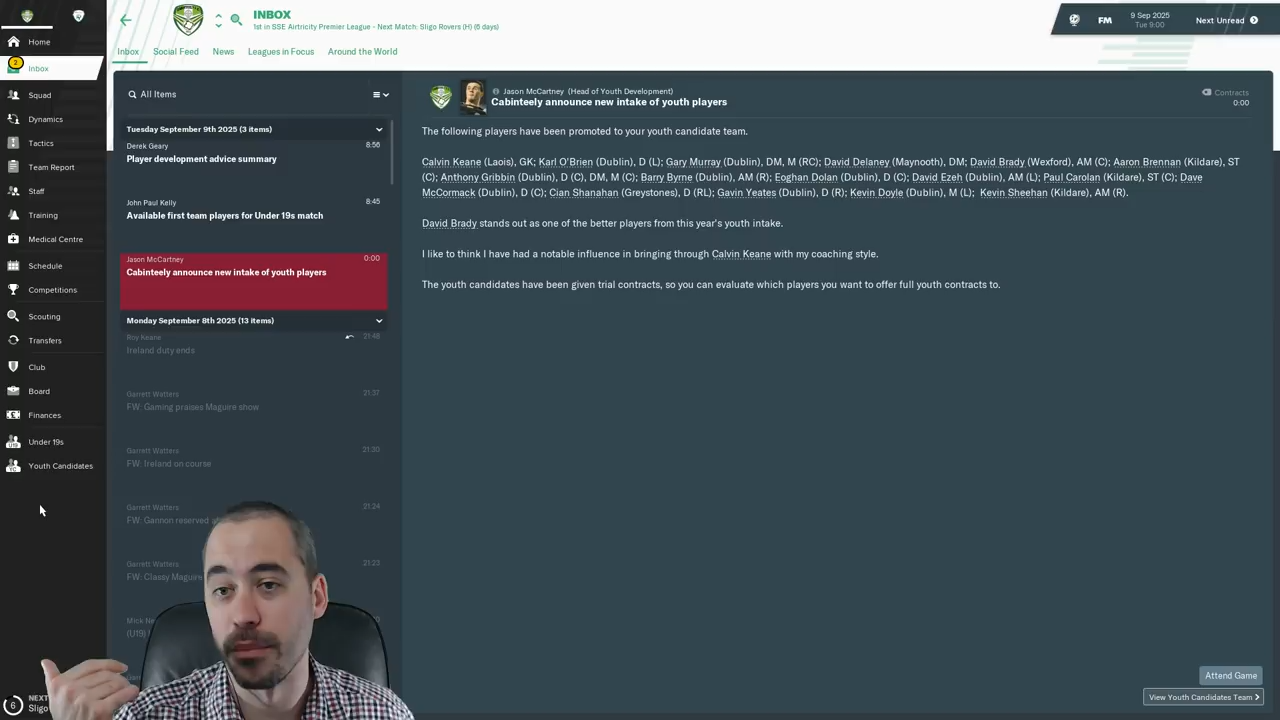 INBOX
1st in SSE Airtricity Premier League - Next Match: Sligo Rovers (H) (6 days)
FM
9 Sep 2025
Tue 9:00
Next Unread
Inbox
Social Feed
News
Leagues in Focus
Around the World
Home
2
Inbox
Squad
Dynamics
Tactics
Team Report
Staff
Training
Medical Centre
Schedule
Competitions
Scouting
Transfers
Club
Board
Finances
Under 19s
Youth Candidates
6
NEXT
Sligo
All Items
Tuesday September 9th 2025 (3 items)
Derek Geary
8:56
Player development advice summary
John Paul Kelly
8:45
Available first team players for Under 19s match
Jason McCartney
0:00
Cabinteely announce new intake of youth players
Monday September 8th 2025 (13 items)
Roy Keane
21:48
Ireland duty ends
Garrett Watters
21:37
FW: Gaming praises Maguire show
Garrett Watters
21:30
FW: Ireland on course
Garrett Watters
21:24
FW: Gannon reserved
Garrett Watters
21:23
FW: Classy Maguire
Mick
(U19)
Jason McCartney (Head of Youth Development)
Cabinteely announce new intake of youth players
Contracts
0:00
The following players have been promoted to your youth candidate team.
Calvin Keane (Laois), GK; Karl O'Brien (Dublin), D (L); Gary Murray (Dublin), DM, M (RC); David Delaney (Maynooth), DM; David Brady (Wexford), AM (C); Aaron Brennan (Kildare), ST
(C); Anthony Gribbin (Dublin), D (C), DM, M (C); Barry Byrne (Dublin), AM (R); Eoghan Dolan (Dublin), D (C); David Ezeh (Dublin), AM (L); Paul Carolan (Kildare), ST (C); Dave
McCormack (Dublin), D (C); Cian Shanahan (Greystones), D (RL); Gavin Yeates (Dublin), D (R); Kevin Doyle (Dublin), M (L); Kevin Sheehan (Kildare), AM (R).
David Brady stands out as one of the better players from this year's youth intake.
I like to think I have had a notable influence in bringing through Calvin Keane with my coaching style.
The youth candidates have been given trial contracts, so you can evaluate which players you want to offer full youth contracts to.
Attend Game
View Youth Candidates Team